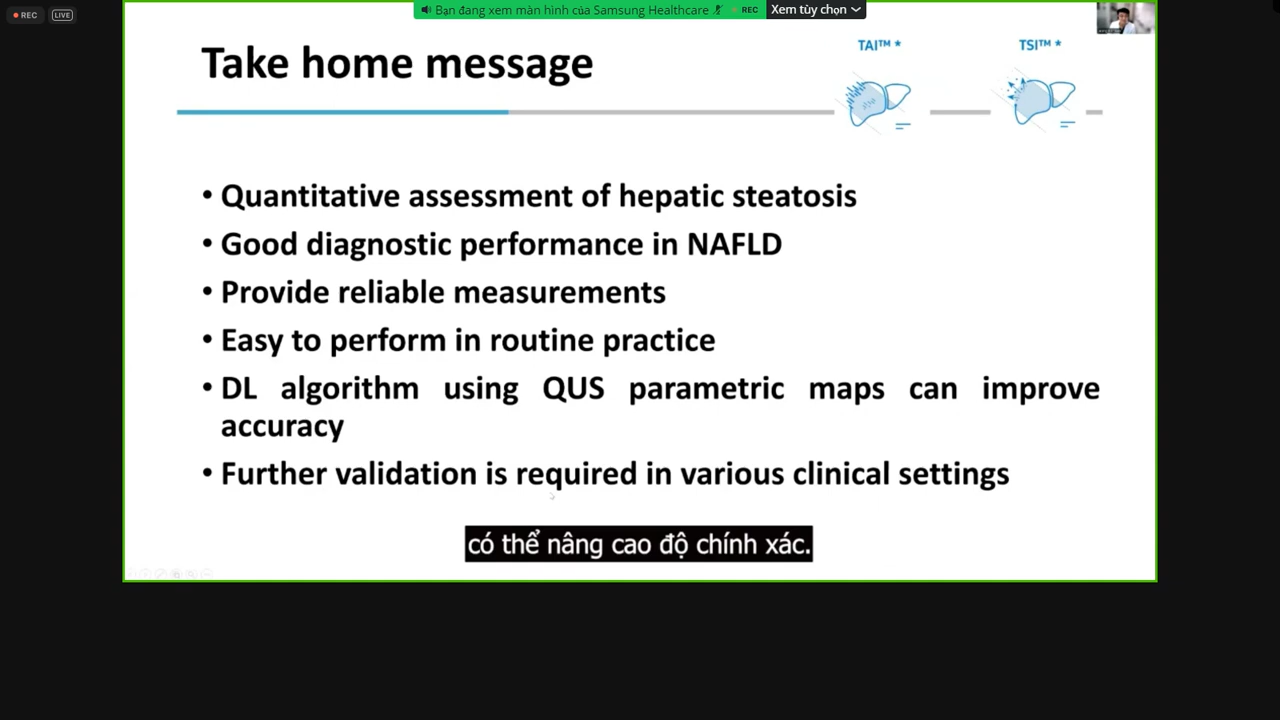 REC
LIVE
Bạn đang xem màn hình của Samsung Healthcare
REC
Xem tùy chọn
Take home message
TAI™ *
TSI™ *
• Quantitative assessment of hepatic steatosis
• Good diagnostic performance in NAFLD
• Provide reliable measurements
• Easy to perform in routine practice
• DL algorithm using QUS parametric maps can improve
accuracy
• Further validation is required in various clinical settings
có thể nâng cao độ chính xác.